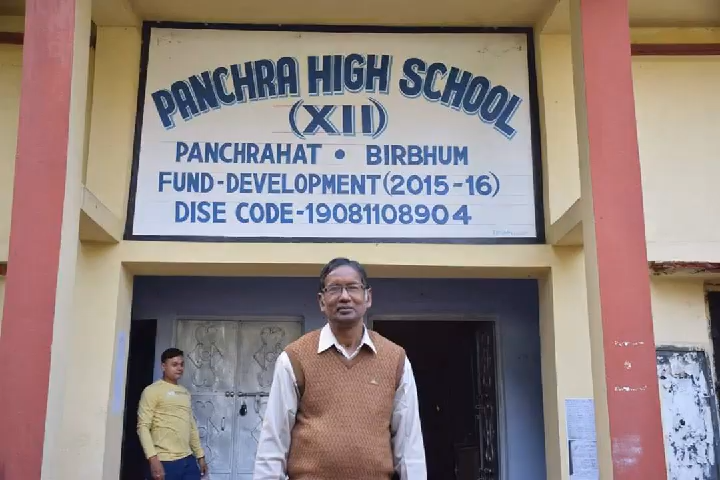 PANCHRA HIGH SCHOOL
(XII)
PANCHRAHAT • BIRBHUM
FUND-DEVELOPMENT(2015-16)
DISE CODE-19081108904